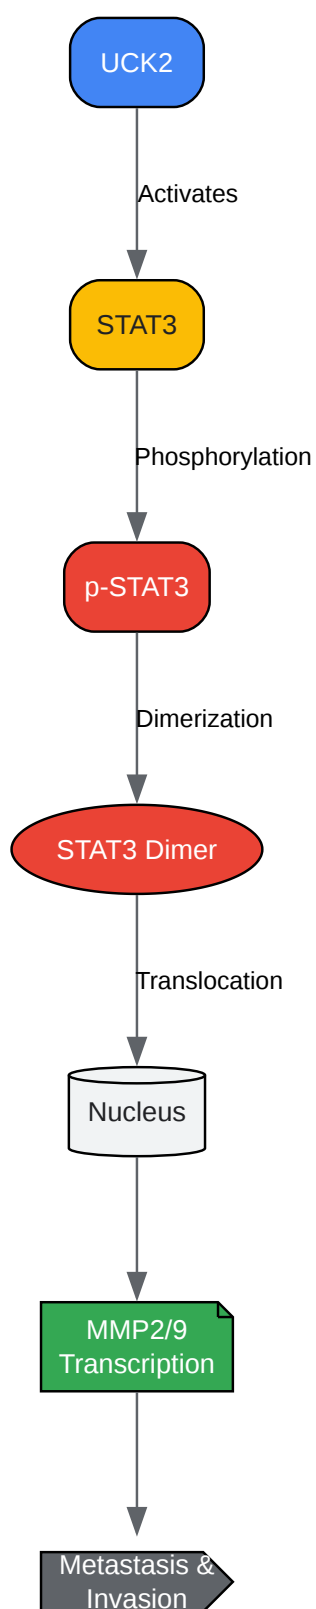 UCK2
Activates
STAT3
Phosphorylation
p-STAT3
Dimerization
STAT3 Dimer
Translocation
Nucleus
MMP2/9
Transcription
Metastasis &
Invasion